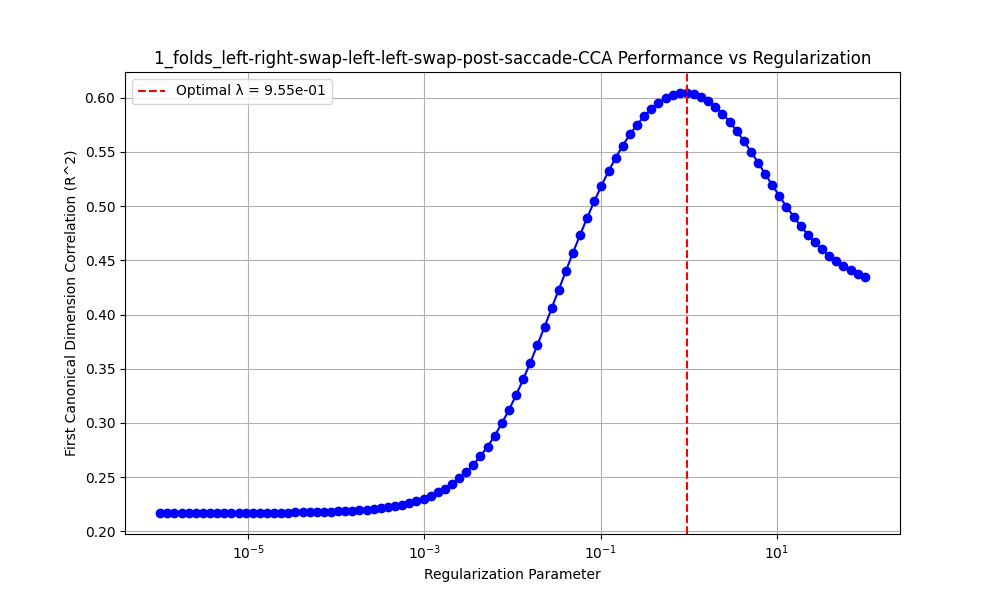 1_folds_left-right-swap-left-left-swap-post-saccade-CCA Performance vs Regularization
Optimal λ = 9.55e-01
First Canonical Dimension Correlation (R^2)
0.60
0.55
0.50
0.45
0.40
0.35
0.30
0.25
0.20
10⁻⁵ 10⁻³ 10⁻¹ 10¹
Regularization Parameter